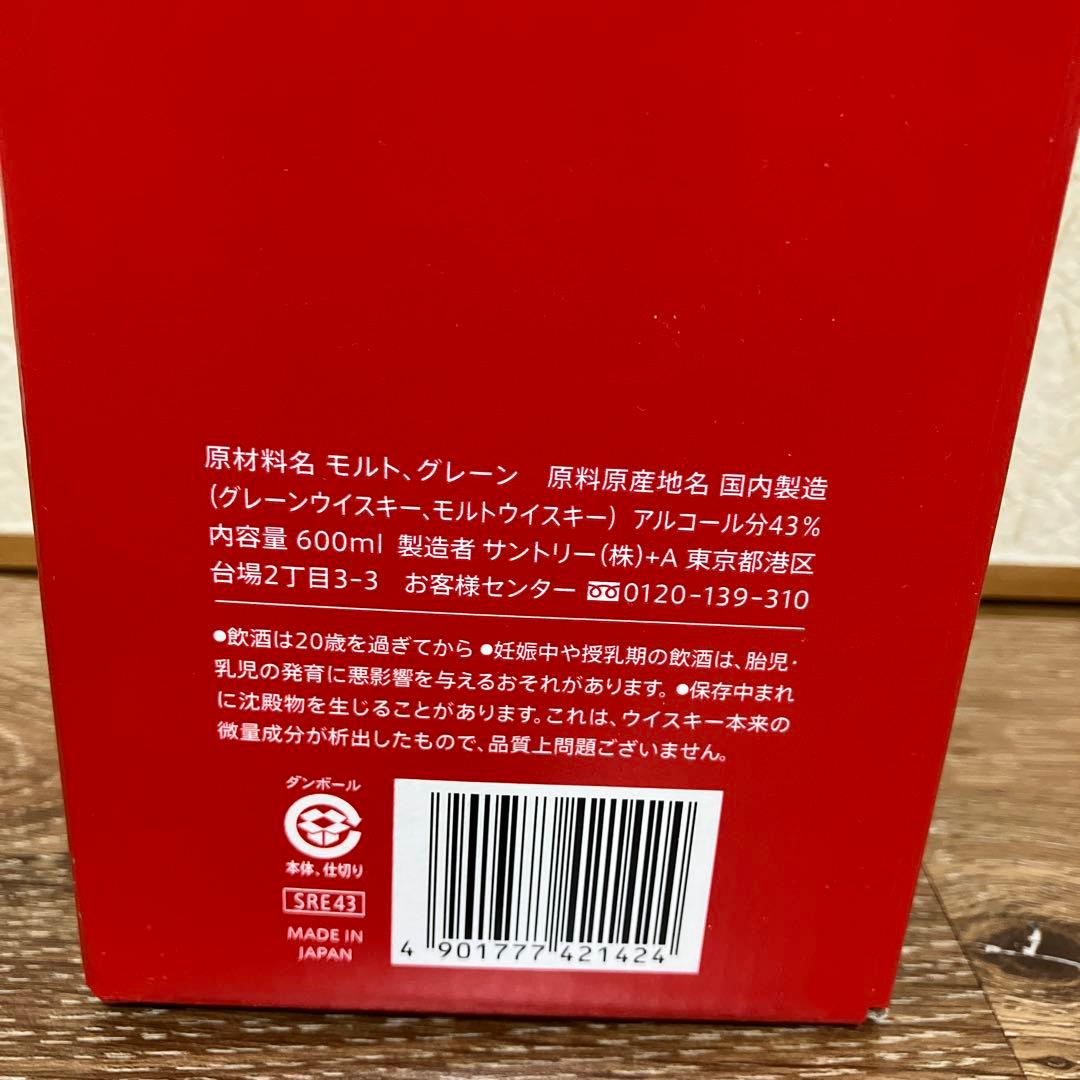 原材料名 モルト、グレーン　原料原産地名 国内製造
(グレーンウイスキー、モルトウイスキー)　アルコール分43%
内容量 600ml 製造者 サントリー(株)+A 東京都港区
台場2丁目3-3　お客様センター 0120-139-310
●飲酒は20歳を過ぎてから ●妊娠中や授乳期の飲酒は、胎児・
乳児の発育に悪影響を与えるおそれがあります。 ●保存中まれ
に沈殿物を生じることがあります。これは、ウイスキー本来の
微量成分が析出したもので、品質上問題ございません。
ダンボール
本体、仕切り
SRE43
MADE IN
JAPAN
4 901777 421424